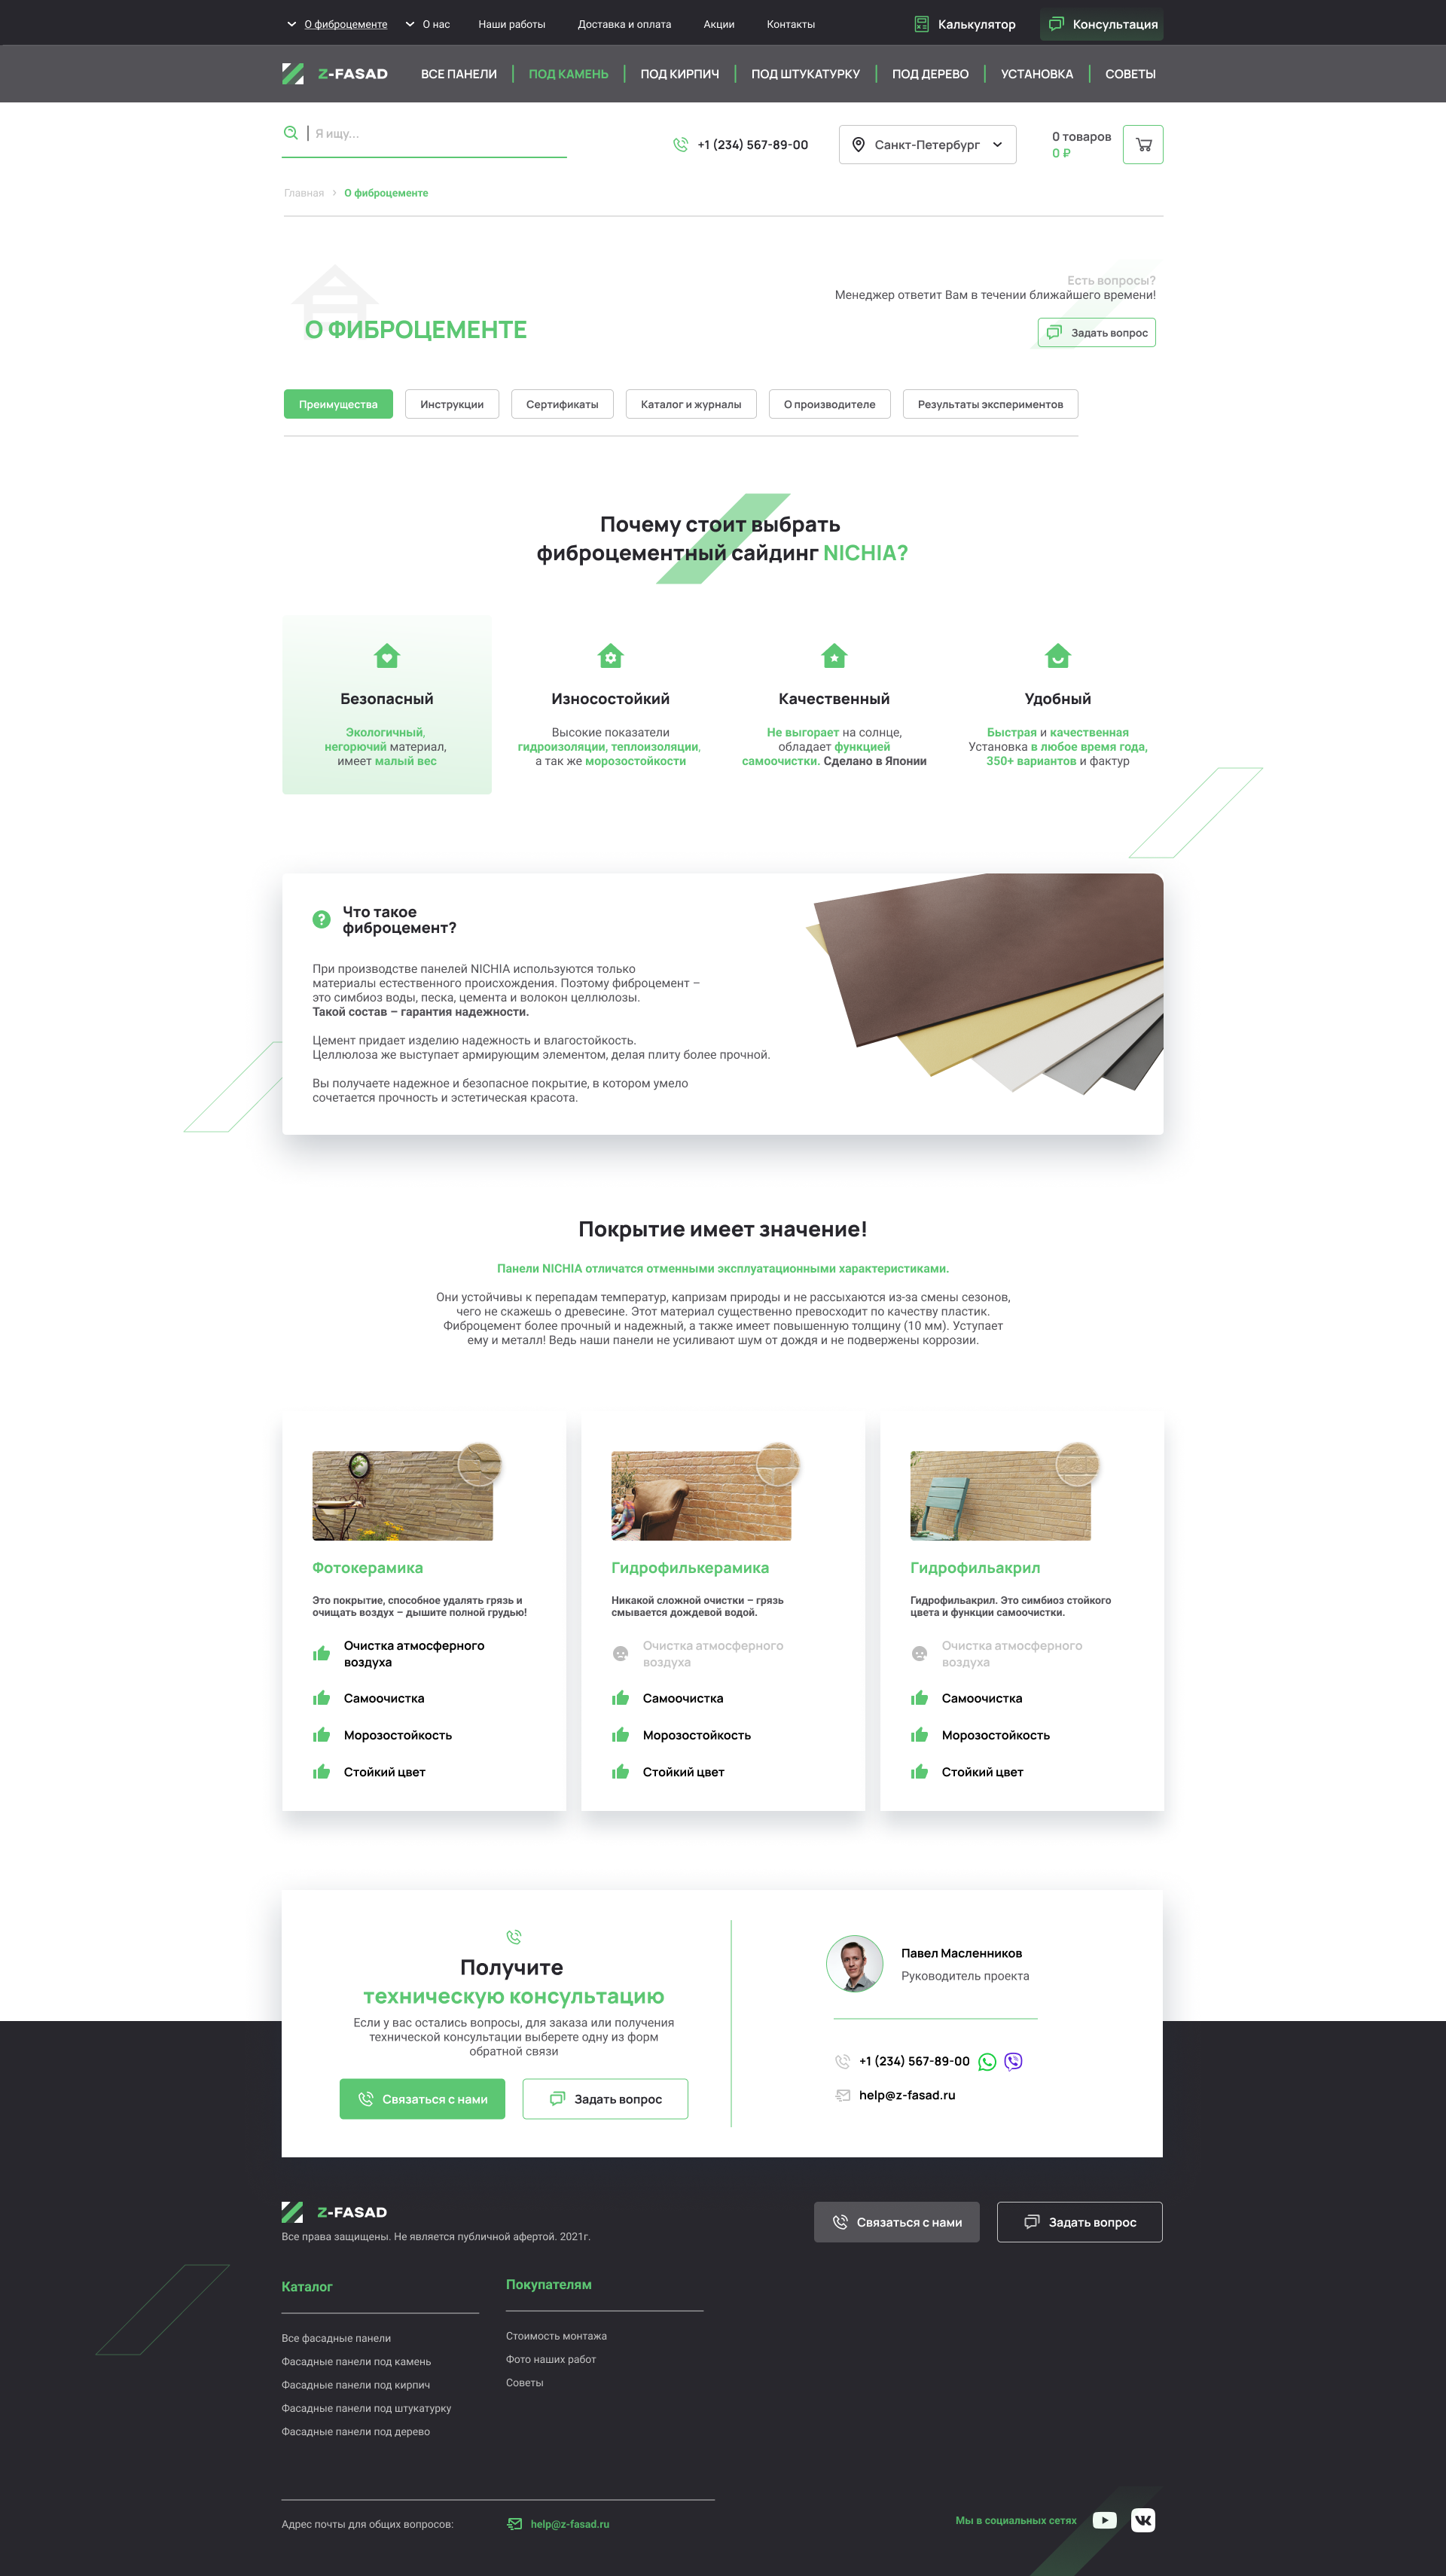 О фиброцементе
О нас
Наши работы
Доставка и оплата
Акции
Контакты
Калькулятор
Консультация
Z-FASAD
ВСЕ ПАНЕЛИ
ПОД КАМЕНЬ
ПОД КИРПИЧ
ПОД ШТУКАТУРКУ
ПОД ДЕРЕВО
УСТАНОВКА
СОВЕТЫ
Я ищу...
+1 (234) 567-89-00
Санкт-Петербург
0 товаров
0 ₽
Главная
О фиброцементе
Есть вопросы?
Менеджер ответит Вам в течении ближайшего времени!
О ФИБРОЦЕМЕНТЕ
Задать вопрос
Преимущества
Инструкции
Сертификаты
Каталог и журналы
О производителе
Результаты экспериментов
Почему стоит выбрать
фиброцементный сайдинг NICHIA?
Безопасный
Экологичный,
негорючий материал,
имеет малый вес
Износостойкий
Высокие показатели
гидроизоляции, теплоизоляции,
а так же морозостойкости
Качественный
Не выгорает на солнце,
обладает функцией
самоочистки. Сделано в Японии
Удобный
Быстрая и качественная
Установка в любое время года,
350+ вариантов и фактур
Что такое
фиброцемент?
При производстве панелей NICHIA используются только
материалы естественного происхождения. Поэтому фиброцемент –
это симбиоз воды, песка, цемента и волокон целлюлозы.
Такой состав – гарантия надежности.
Цемент придает изделию надежность и влагостойкость.
Целлюлоза же выступает армирующим элементом, делая плиту более прочной.
Вы получаете надежное и безопасное покрытие, в котором умело
сочетается прочность и эстетическая красота.
Покрытие имеет значение!
Панели NICHIA отличатся отменными эксплуатационными характеристиками.
Они устойчивы к перепадам температур, капризам природы и не рассыхаются из-за смены сезонов,
чего не скажешь о древесине. Этот материал существенно превосходит по качеству пластик.
Фиброцемент более прочный и надежный, а также имеет повышенную толщину (10 мм). Уступает
ему и металл! Ведь наши панели не усиливают шум от дождя и не подвержены коррозии.
Фотокерамика
Это покрытие, способное удалять грязь и
очищать воздух – дышите полной грудью!
Очистка атмосферного
воздуха
Самоочистка
Морозостойкость
Стойкий цвет
Гидрофилькерамика
Никакой сложной очистки – грязь
смывается дождевой водой.
Очистка атмосферного
воздуха
Самоочистка
Морозостойкость
Стойкий цвет
Гидрофильакрил
Гидрофильакрил. Это симбиоз стойкого
цвета и функции самоочистки.
Очистка атмосферного
воздуха
Самоочистка
Морозостойкость
Стойкий цвет
Получите
техническую консультацию
Если у вас остались вопросы, для заказа или получения
технической консультации выберете одну из форм
обратной связи
Связаться с нами
Задать вопрос
Павел Масленников
Руководитель проекта
+1 (234) 567-89-00
help@z-fasad.ru
Z-FASAD
Все права защищены. Не является публичной афертой. 2021г.
Связаться с нами
Задать вопрос
Каталог
Все фасадные панели
Фасадные панели под камень
Фасадные панели под кирпич
Фасадные панели под штукатурку
Фасадные панели под дерево
Покупателям
Стоимость монтажа
Фото наших работ
Советы
Адрес почты для общих вопросов:
help@z-fasad.ru
Мы в социальных сетях